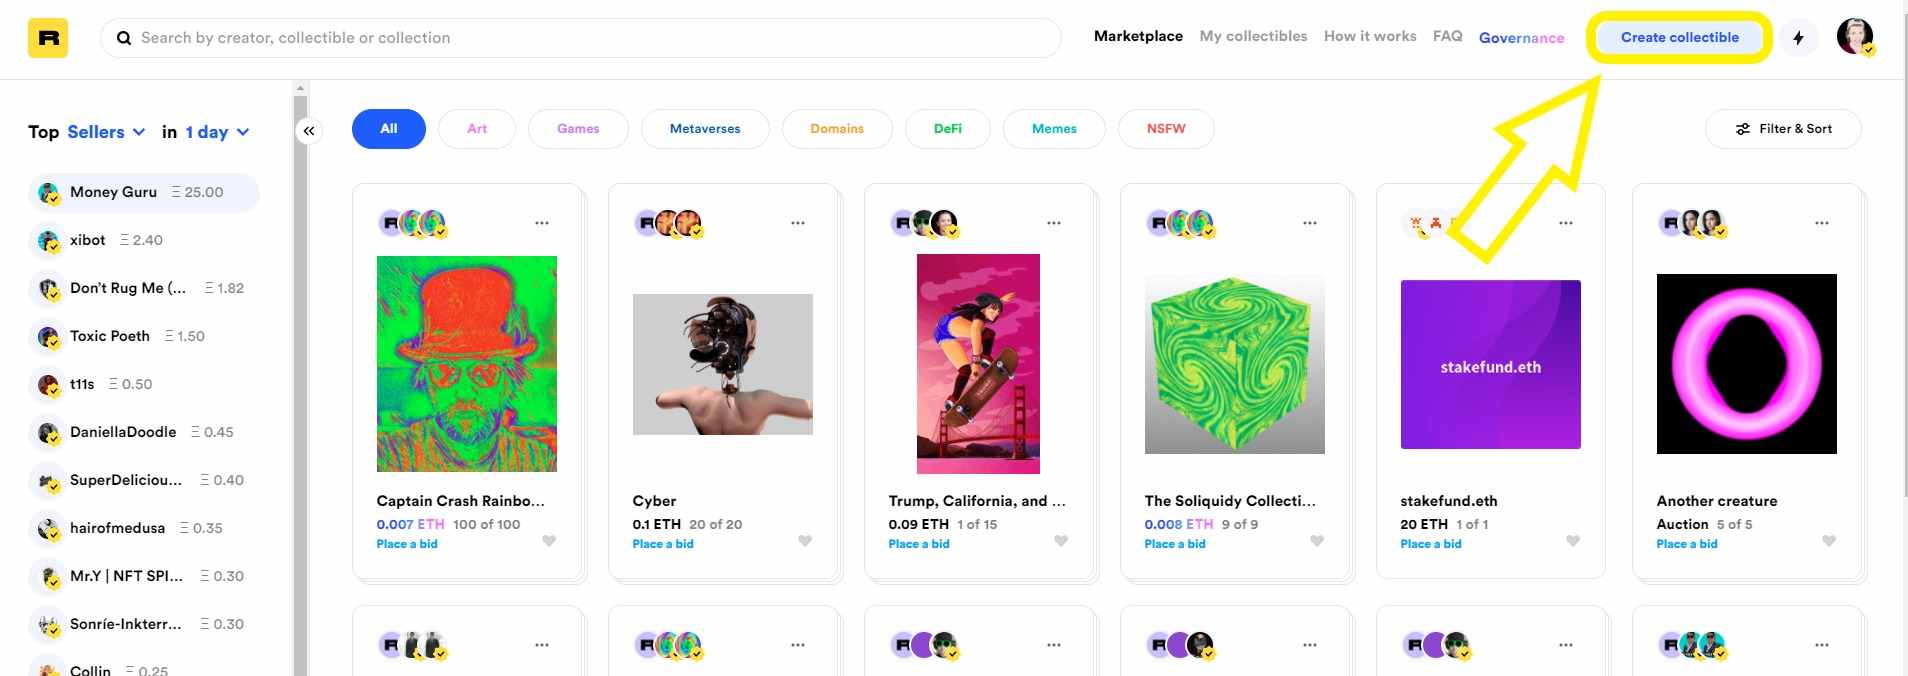 R
Search by creator, collectible or collection
Marketplace My collectibles How it works FAQ Governance Create collectible
Top Sellers in 1 day
All Art Games Metaverses Domains DeFi Memes NSFW Filter & Sort
Money Guru Ξ 25.00
xibot Ξ 2.40
Don't Rug Me (... Ξ 1.82
Toxic Poeth Ξ 1.50
t11s Ξ 0.50
DaniellaDoodle Ξ 0.45
SuperDeliciou... Ξ 0.40
hairofmedusa Ξ 0.35
Mr.Y | NFT SPI... Ξ 0.30
Sonríe-Inkterr... Ξ 0.30
Collin Ξ 0.25
Captain Crash Rainbo...
0.007 ETH 100 of 100
Place a bid
Cyber
0.1 ETH 20 of 20
Place a bid
Trump, California, and ...
0.09 ETH 1 of 15
Place a bid
The Soliquidy Collecti...
0.008 ETH 9 of 9
Place a bid
stakefund.eth
stakefund.eth
20 ETH 1 of 1
Place a bid
Another creature
Auction 5 of 5
Place a bid